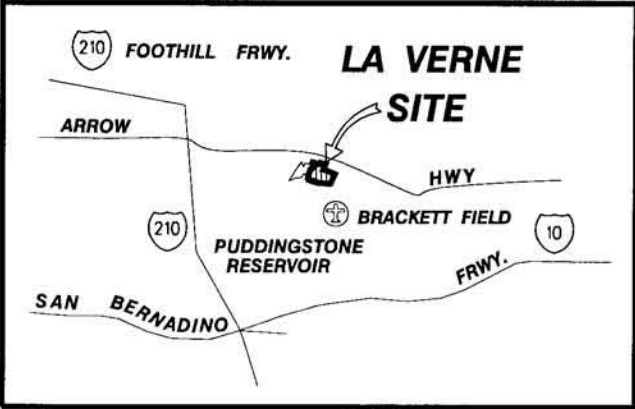 210 FOOTHILL FRWY.
LA VERNE
SITE
ARROW
HWY
BRACKETT FIELD
210
PUDDINGSTONE
RESERVOIR
10
FRWY.
SAN BERNADINO